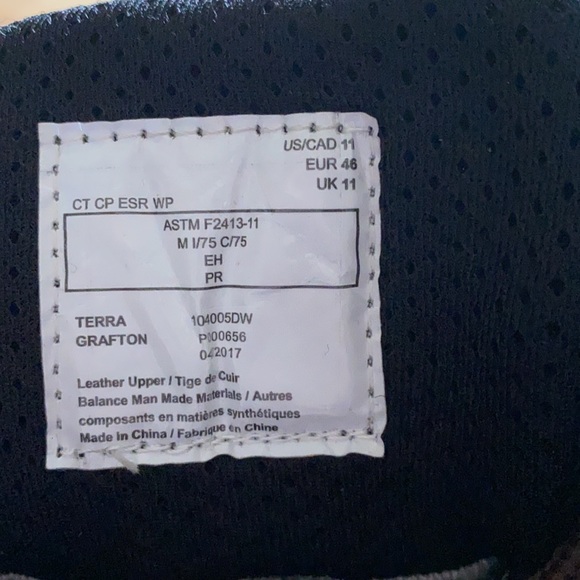 US/CAD 11
EUR 46
UK 11
CT CP ESR WP
ASTM F2413-11
M I/75 C/75
EH
PR
TERRA 104005DW
GRAFTON
2017
Leather Upper / Tige de Cuir
Balance Man Made Materials / Autres
composants en matières synthétiques
Made in China / Fabrique en Chine